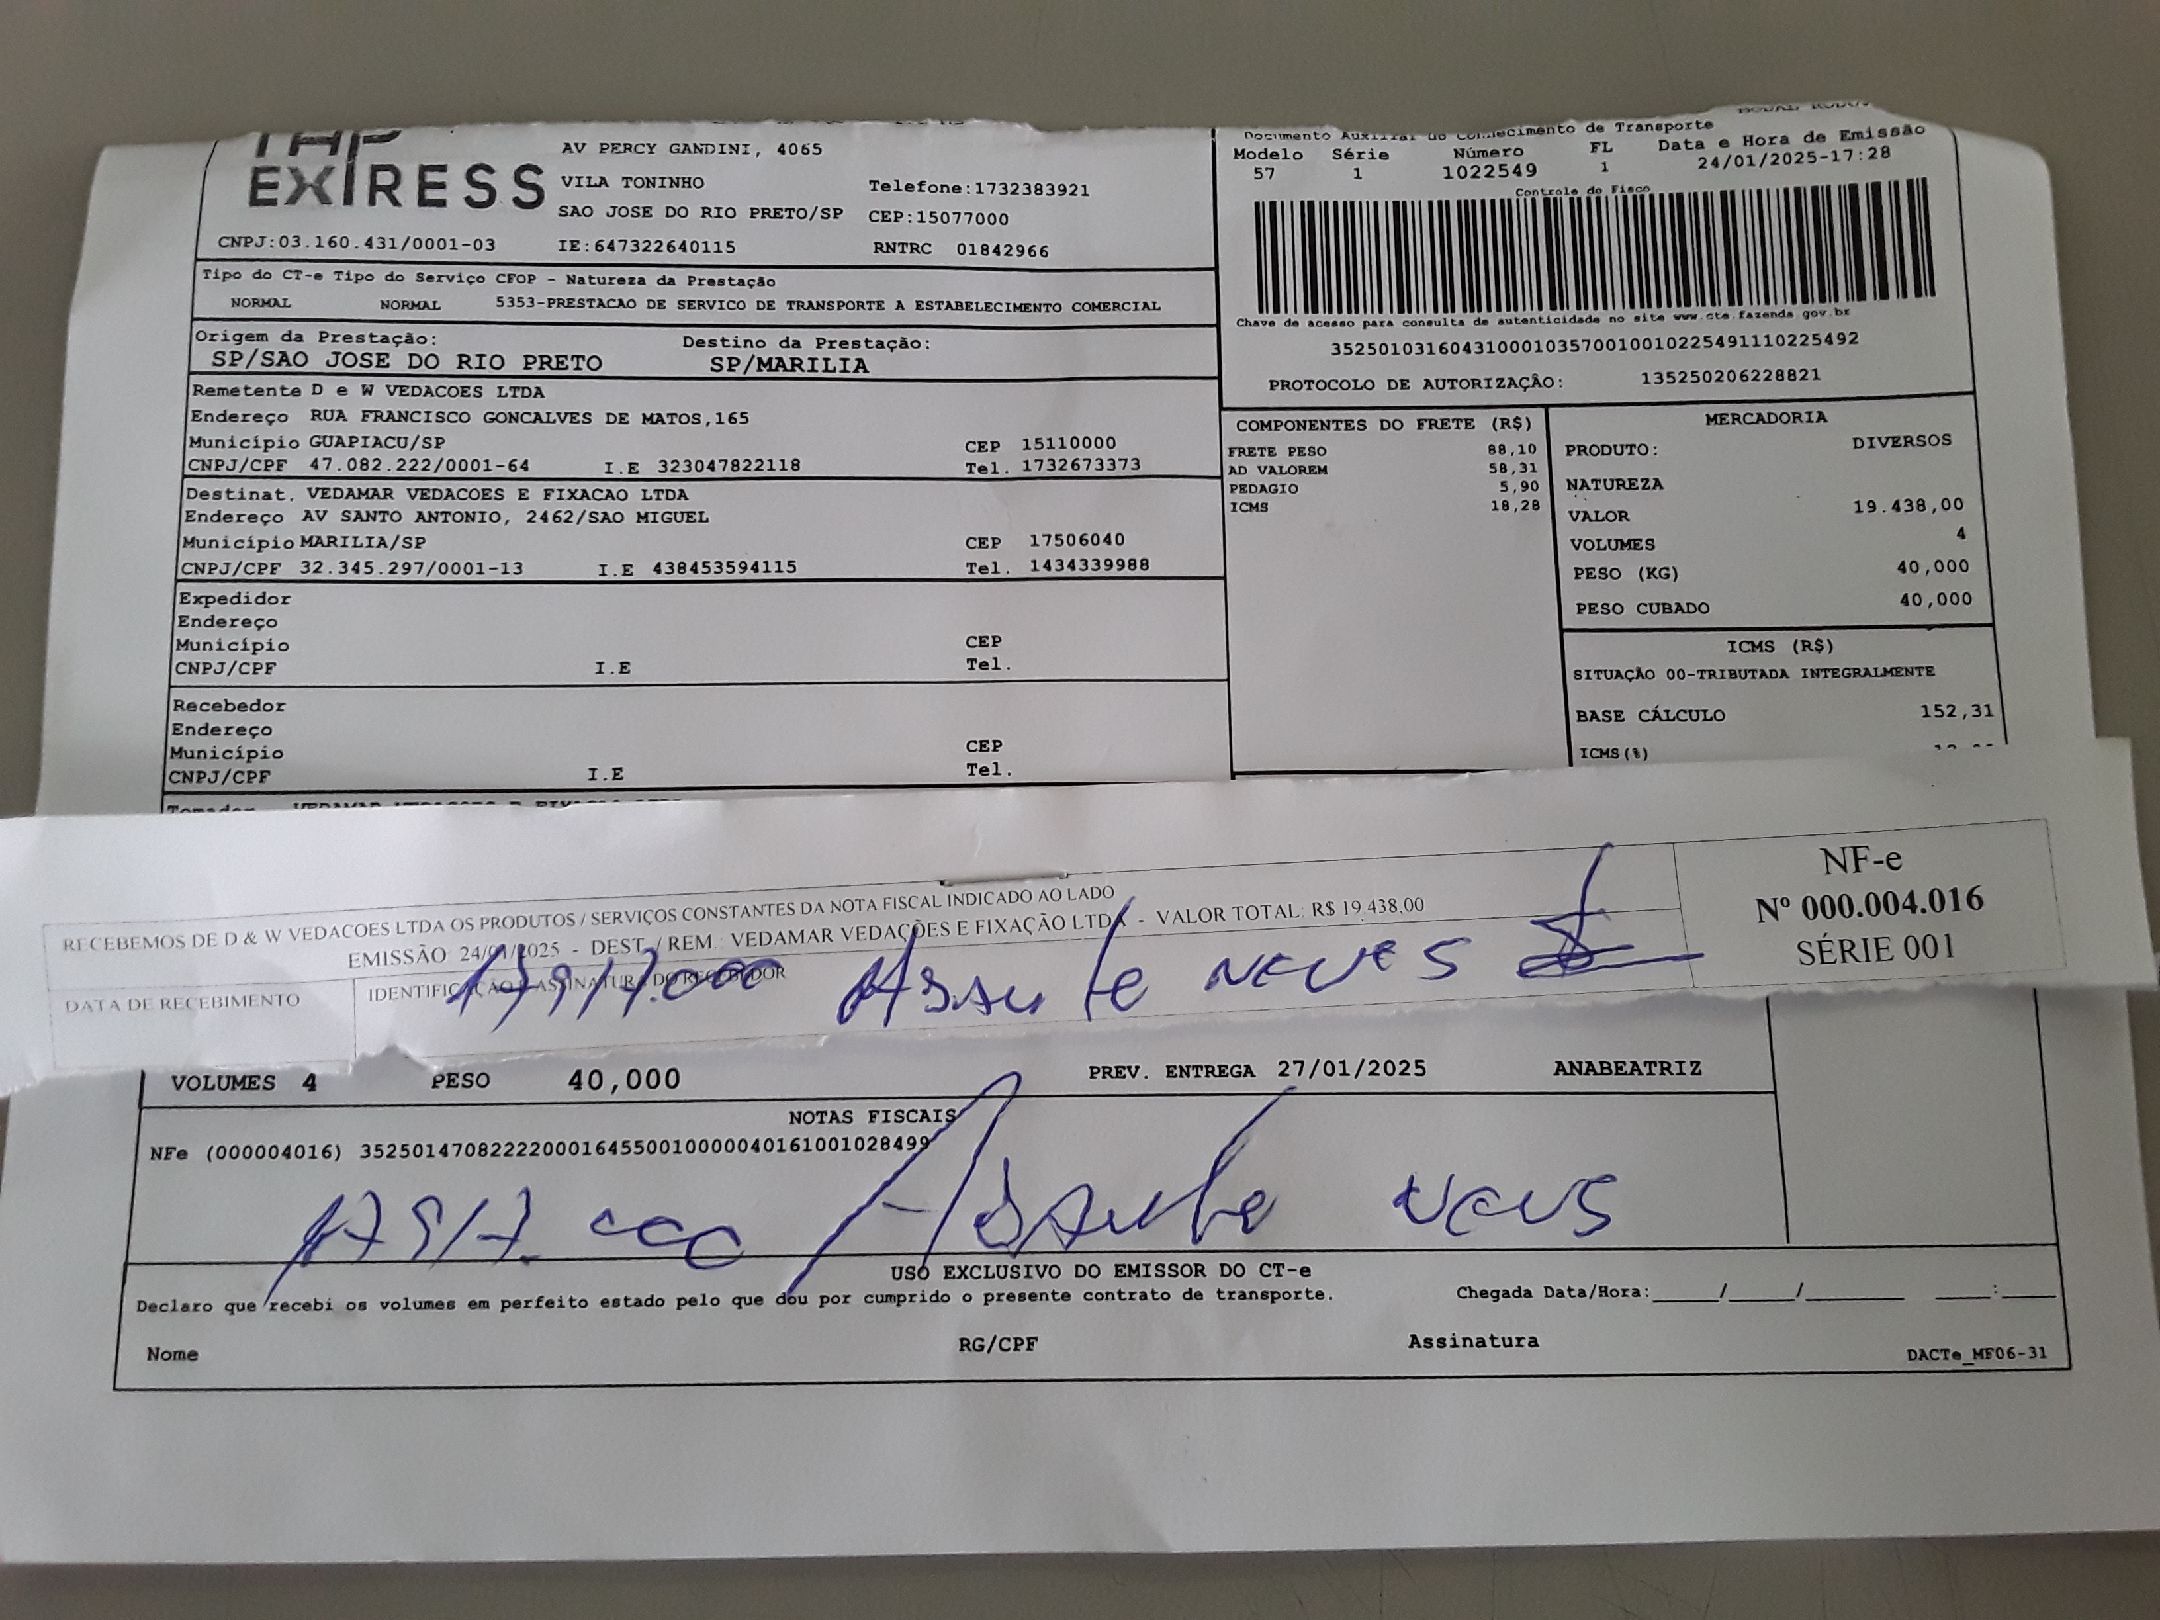 EXPRESS
AV PERCY GANDINI, 4065
VILA TONINHO Telefone:1732383921
SAO JOSE DO RIO PRETO/SP CEP:15077000
CNPJ:03.160.431/0001-03 IE:647322640115 RNTRC 01842966
Documento Auxiliar do Conhecimento de Transporte
Modelo Série Número FL Data e Hora de Emissão
57 1 1022549 1 24/01/2025-17:28
Controle do Fisco
Chave de acesso para consulta de autenticidade no site www.cte.fazenda.gov.br
35250103160431000103570010010225491110225492
PROTOCOLO DE AUTORIZAÇÃO: 135250206228821
Tipo do CT-e Tipo do Serviço CFOP - Natureza da Prestação
NORMAL NORMAL 5353-PRESTACAO DE SERVICO DE TRANSPORTE A ESTABELECIMENTO COMERCIAL
Origem da Prestação: Destino da Prestação:
SP/SAO JOSE DO RIO PRETO SP/MARILIA
Remetente D e W VEDACOES LTDA
Endereço RUA FRANCISCO GONCALVES DE MATOS,165
Município GUAPIACU/SP CEP 15110000
CNPJ/CPF 47.082.222/0001-64 I.E 323047822118 Tel. 1732673373
Destinat. VEDAMAR VEDACOES E FIXACAO LTDA
Endereço AV SANTO ANTONIO, 2462/SAO MIGUEL
Município MARILIA/SP CEP 17506040
CNPJ/CPF 32.345.297/0001-13 I.E 438453594115 Tel. 1434339988
Expedidor
Endereço
Município CEP
CNPJ/CPF I.E Tel.
Recebedor
Endereço
Município CEP
CNPJ/CPF I.E Tel.
COMPONENTES DO FRETE (R$)
FRETE PESO 88,10
AD VALOREM 58,31
PEDAGIO 5,90
ICMS 18,28
MERCADORIA
PRODUTO: DIVERSOS
NATUREZA
VALOR 19.438,00
VOLUMES 4
PESO (KG) 40,000
PESO CUBADO 40,000
ICMS (R$)
SITUAÇÃO 00-TRIBUTADA INTEGRALMENTE
BASE CÁLCULO 152,31
ICMS(%)
RECEBEMOS DE D & W VEDACOES LTDA OS PRODUTOS / SERVIÇOS CONSTANTES DA NOTA FISCAL INDICADO AO LADO
EMISSÃO: 24/01/2025 - DEST. / REM.: VEDAMAR VEDAÇÕES E FIXAÇÃO LTDA - VALOR TOTAL: R$ 19.438,00
DATA DE RECEBIMENTO IDENTIFICAÇÃO E ASSINATURA DO RECEBEDOR
NEVES
NF-e
Nº 000.004.016
SÉRIE 001
VOLUMES 4 PESO 40,000 PREV. ENTREGA 27/01/2025 ANABEATRIZ
NOTAS FISCAIS
NFe (000004016) 35250147082222000164550010000040161001028499
USO EXCLUSIVO DO EMISSOR DO CT-e
Declaro que recebi os volumes em perfeito estado pelo que dou por cumprido o presente contrato de transporte. Chegada Data/Hora:_____/_____/________ ____:____
Nome RG/CPF Assinatura
DACTe_MF06-31